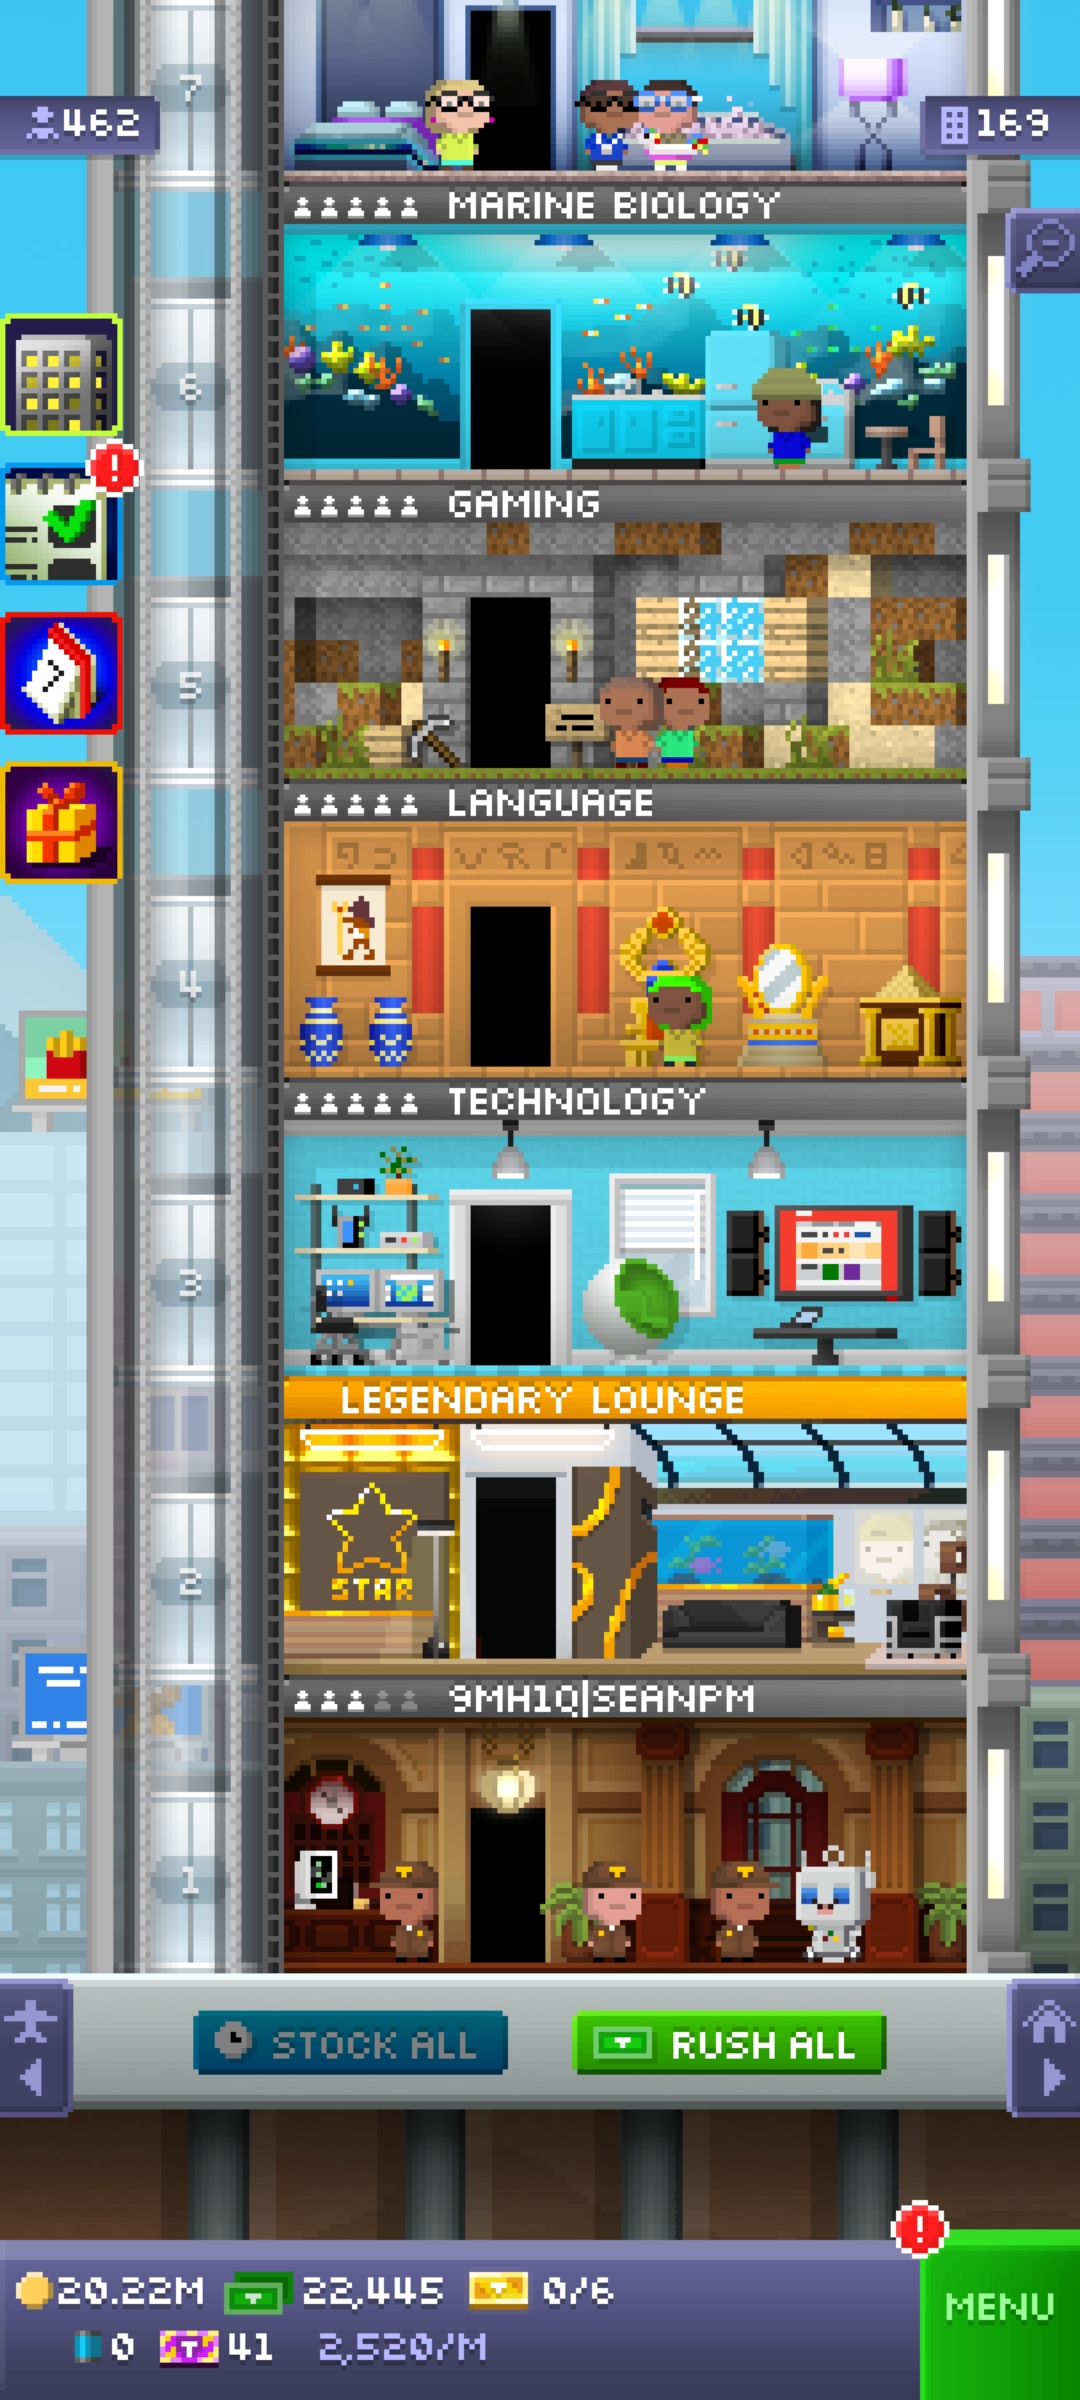 7
462
169
MARINE BIOLOGY
6
GAMING
5
LANGUAGE
4
TECHNOLOGY
3
LEGENDARY LOUNGE
STAR
2
9MH1Q|SEANPM
1
STOCK ALL
RUSH ALL
20.22M
22,445
0/6
MENU
0
41
2,520/M